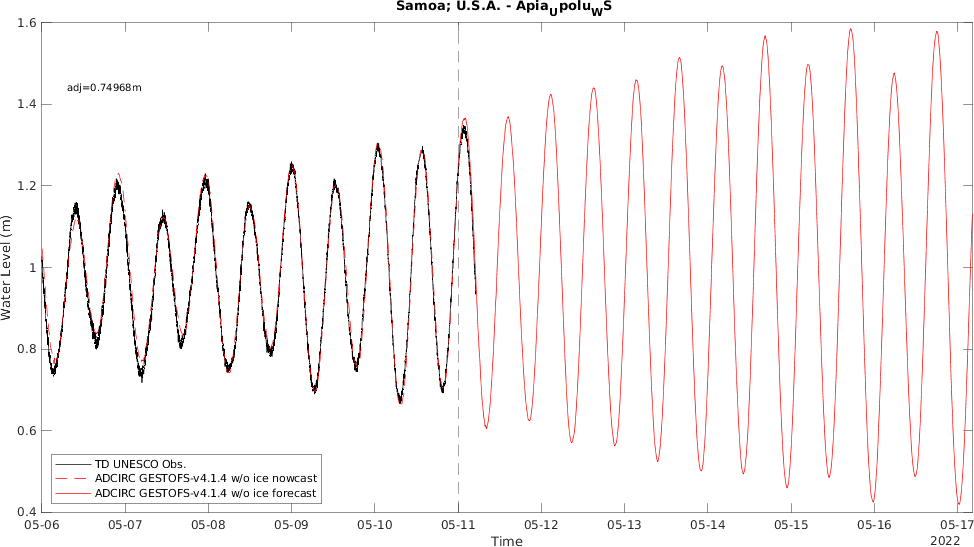 Samoa; U.S.A. - Apia_Upolu_WS
adj=0.74968m
1.6
1.4
1.2
1
0.8
0.6
0.4
Water Level (m)
TD UNESCO Obs.
ADCIRC GESTOFS-v4.1.4 w/o ice nowcast
ADCIRC GESTOFS-v4.1.4 w/o ice forecast
05-06 05-07 05-08 05-09 05-10 05-11 05-12 05-13 05-14 05-15 05-16 05-17
Time
2022